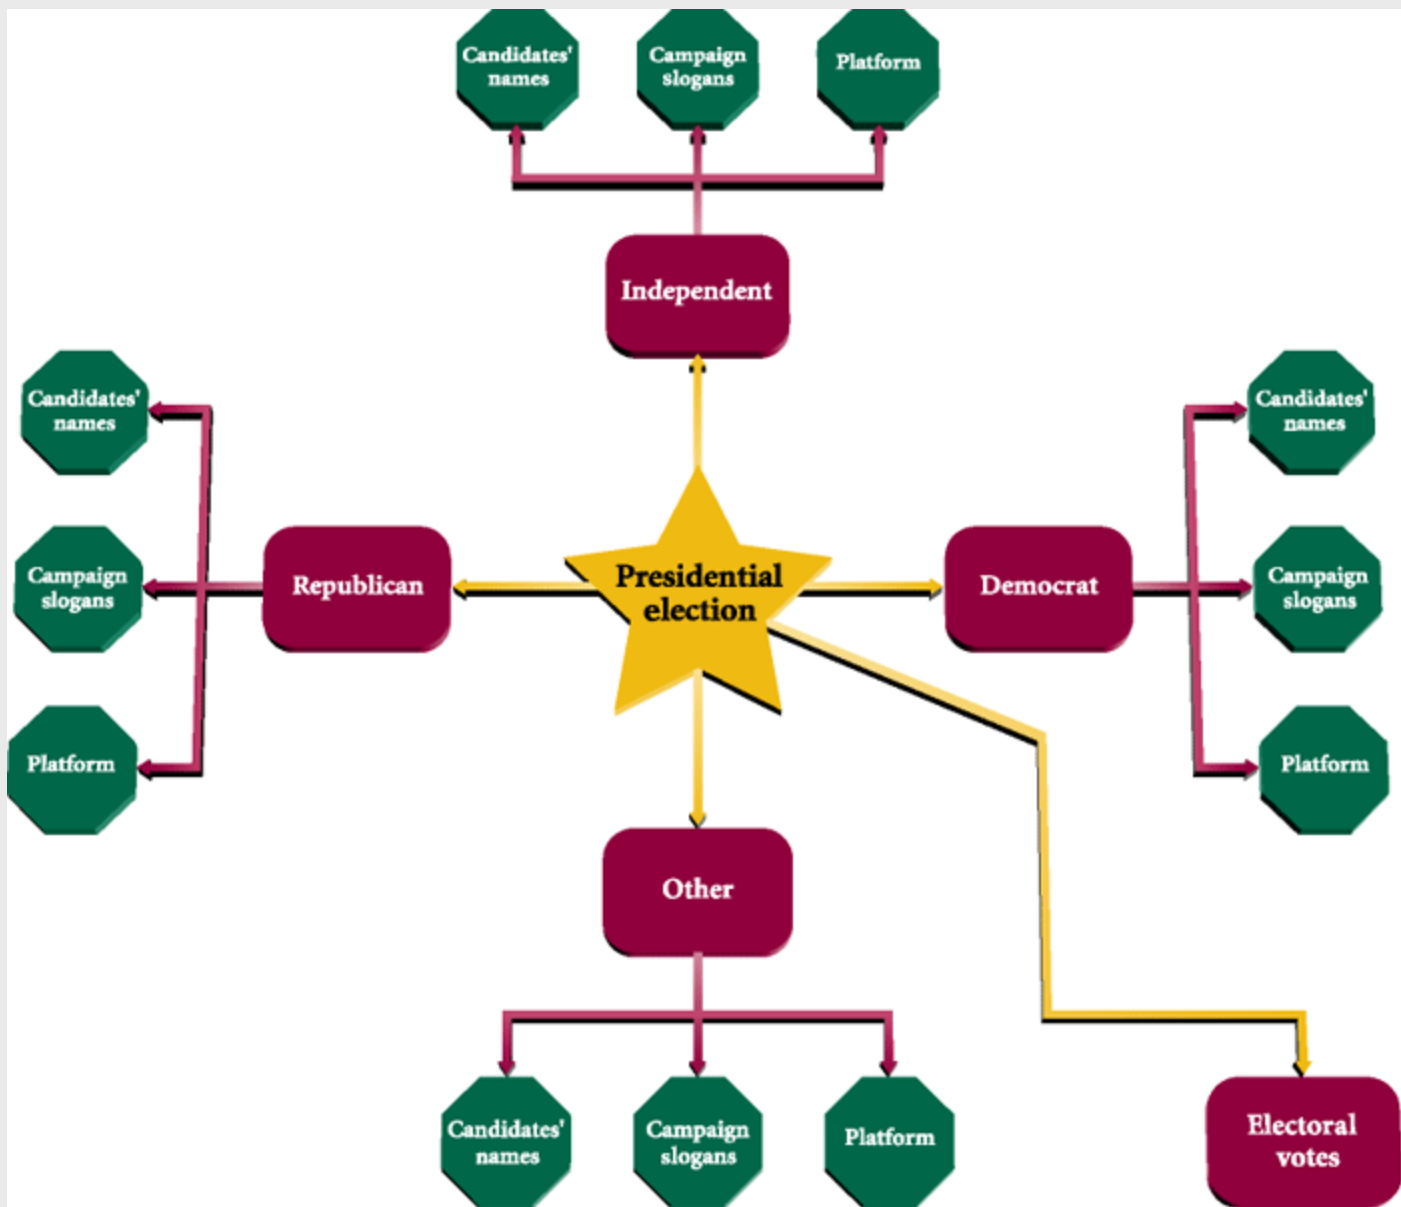 Candidates'
names
Campaign
slogans
Platform
Independent
Candidates'
names
Campaign
slogans
Platform
Republican
Presidential
election
Democrat
Candidates'
names
Campaign
slogans
Platform
Other
Candidates'
names
Campaign
slogans
Platform
Electoral
votes